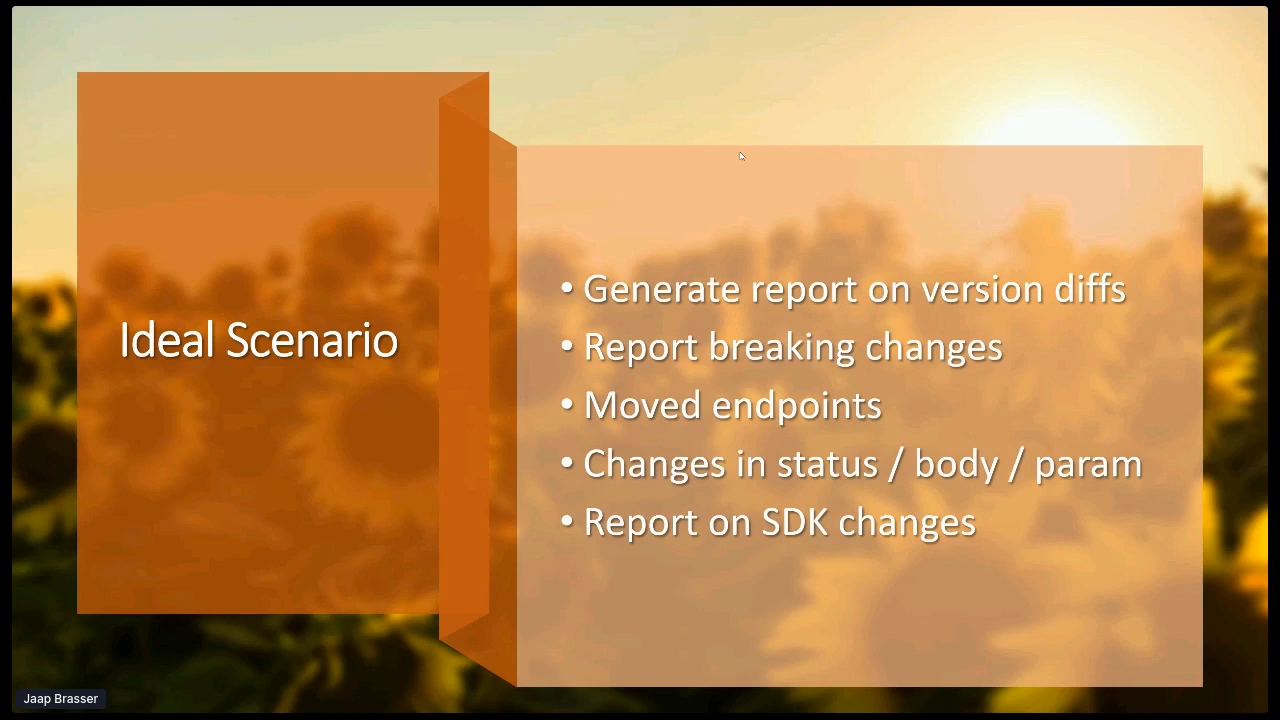 Ideal Scenario
• Generate report on version diffs
• Report breaking changes
• Moved endpoints
• Changes in status / body / param
• Report on SDK changes
Jaap Brasser